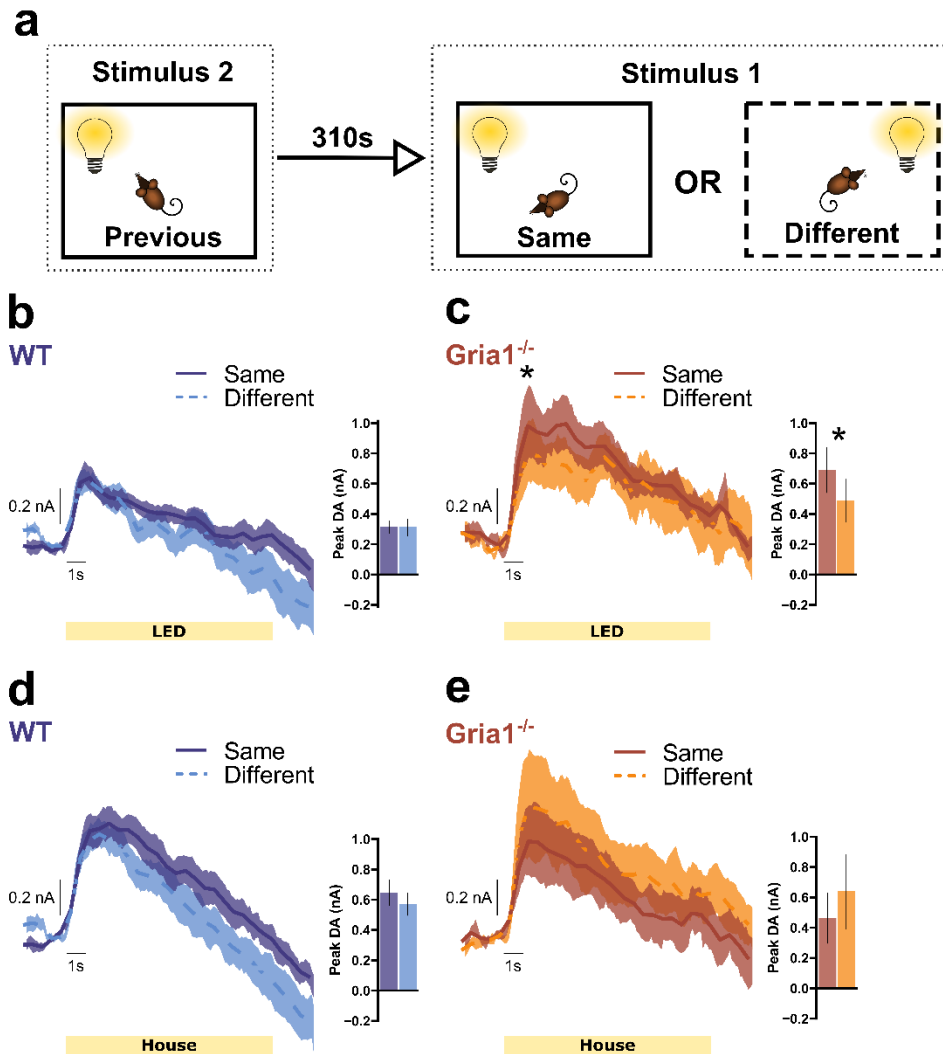 a
Stimulus 2
Stimulus 1
310s
OR
Previous
Same
Different
b
WT
Same
Different
0.2 nA
1s
LED
Peak DA (nA)
1.0
0.8
0.6
0.4
0.2
0.0
−0.2
c
Gria1-/-
*
Same
Different
0.2 nA
1s
LED
Peak DA (nA)
1.0
0.8
0.6
0.4
0.2
0.0
−0.2
*
d
WT
Same
Different
0.2 nA
1s
House
Peak DA (nA)
1.0
0.8
0.6
0.4
0.2
0.0
−0.2
e
Gria1-/-
Same
Different
0.2 nA
1s
House
Peak DA (nA)
1.0
0.8
0.6
0.4
0.2
0.0
−0.2